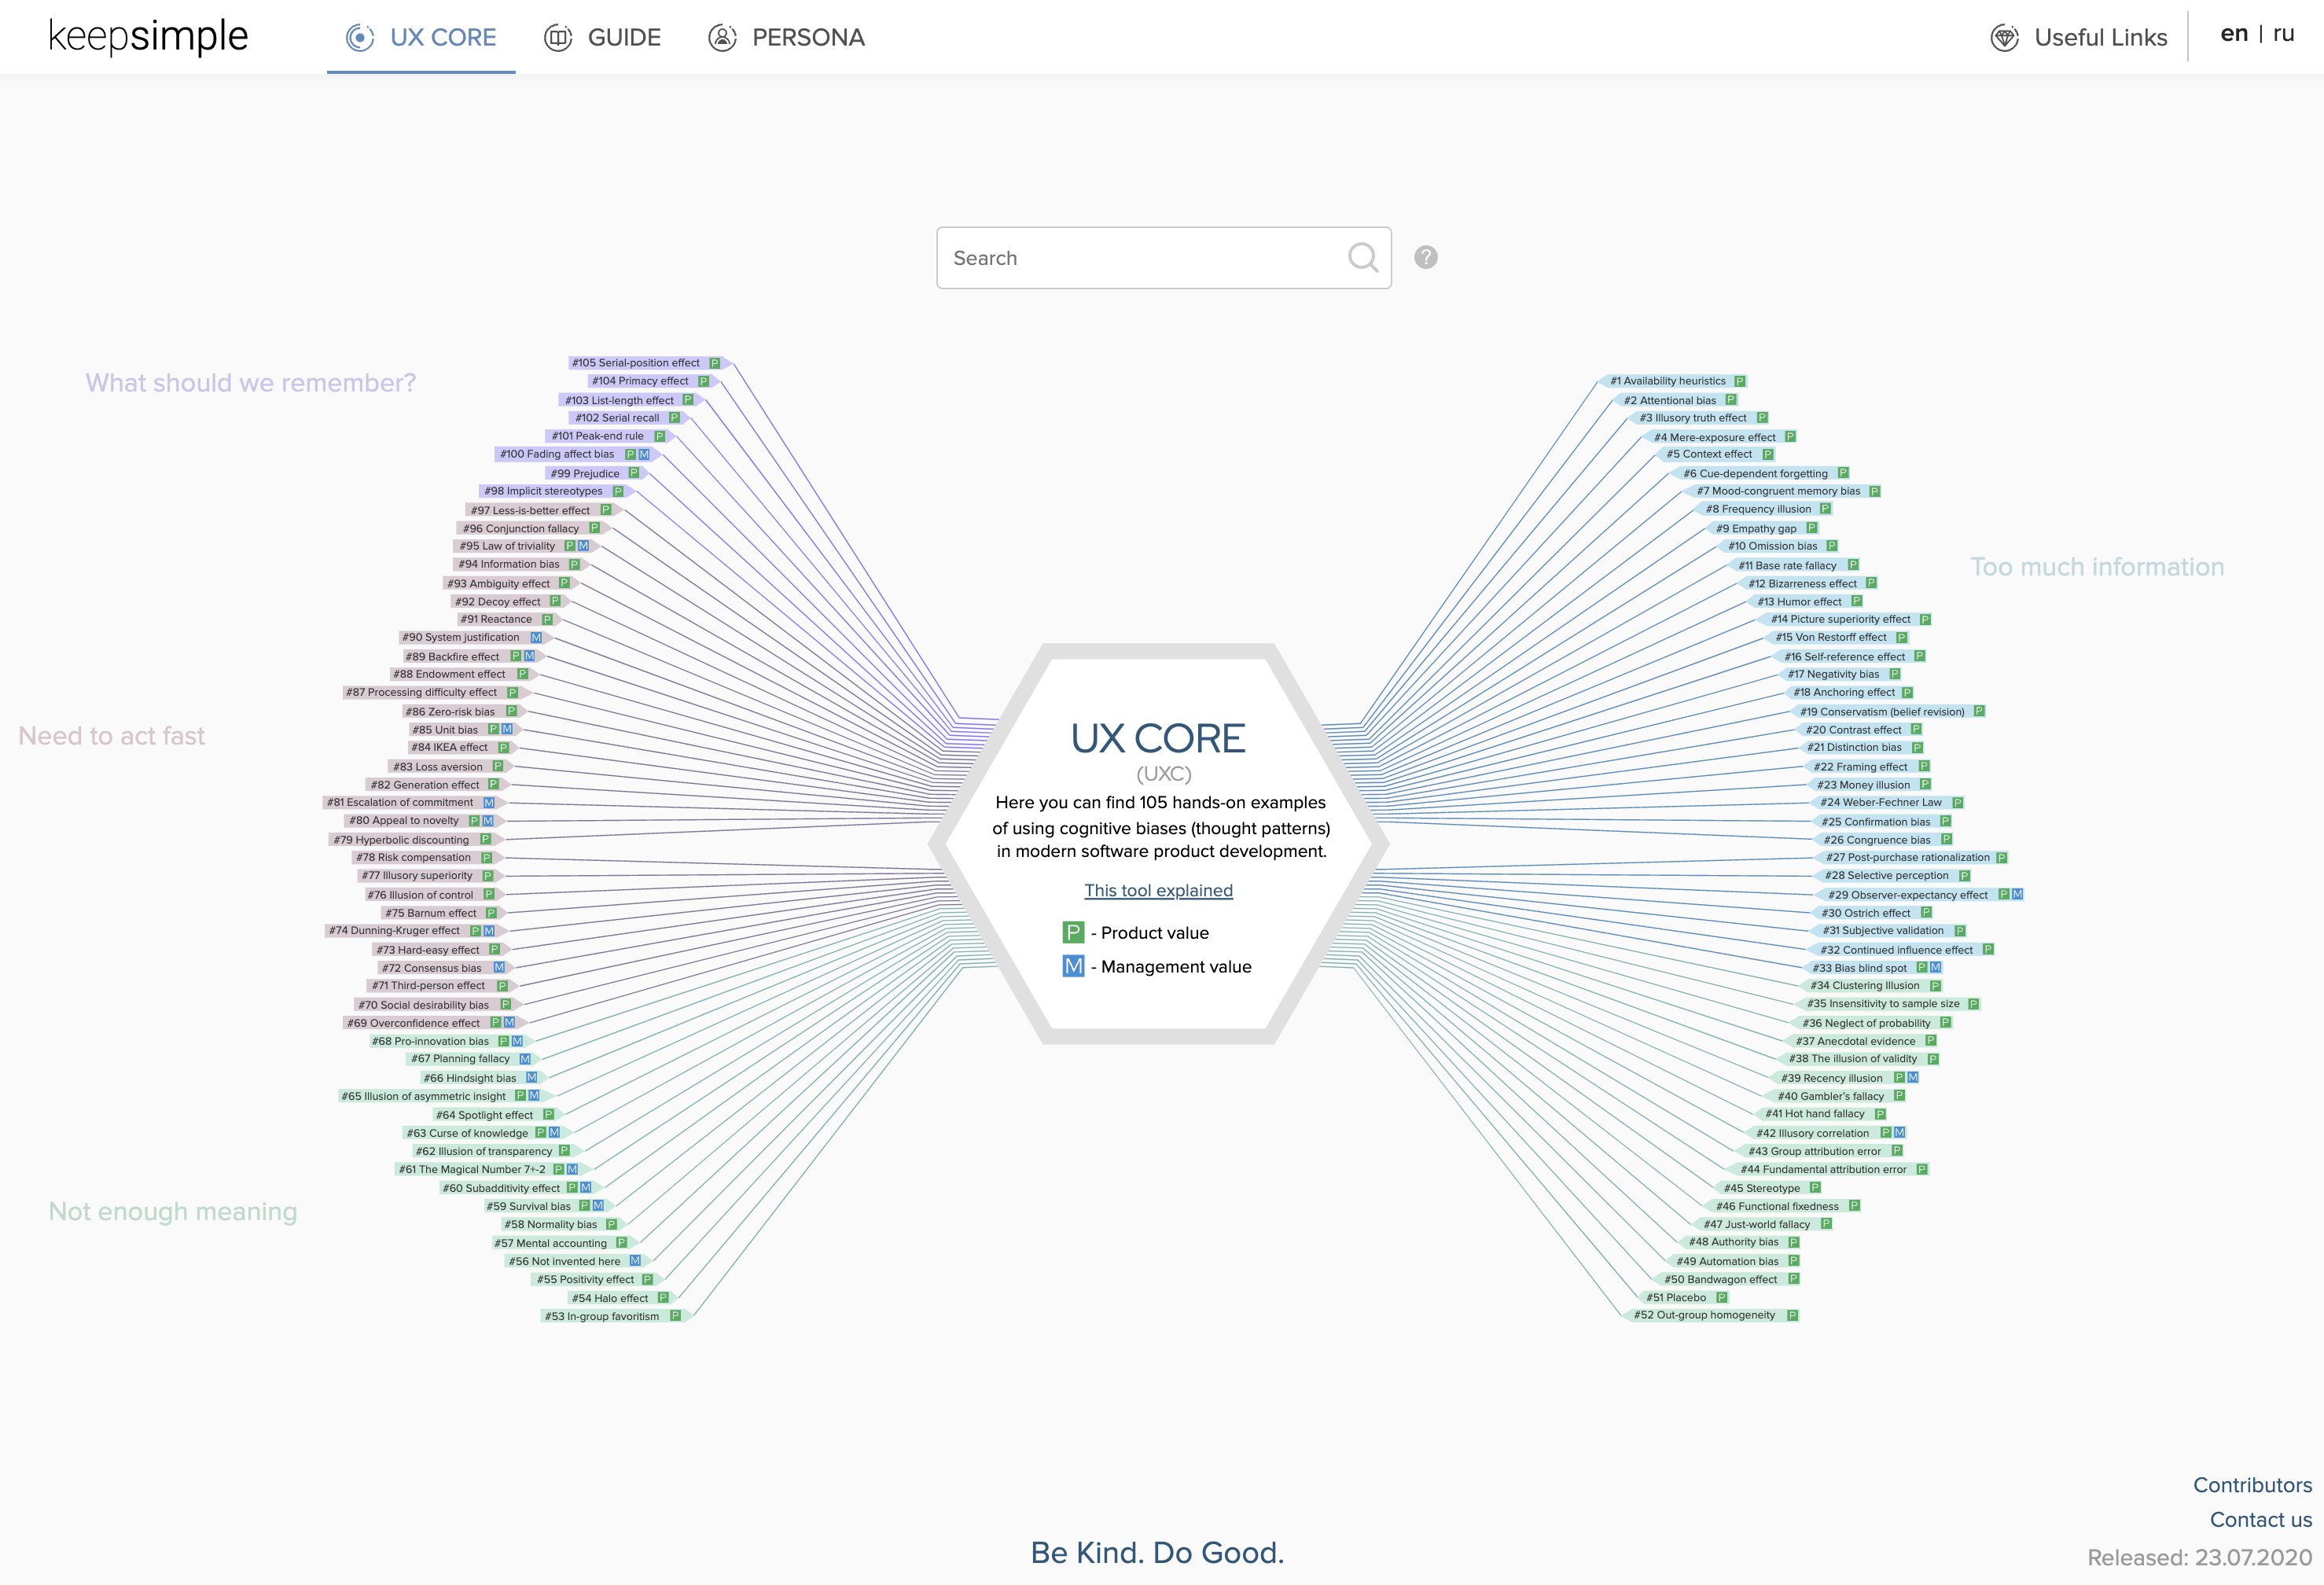 keepsimple
UX CORE
GUIDE
PERSONA
Useful Links
en | ru
Search
?
What should we remember?
#105 Serial-position effect P
#104 Primacy effect P
#103 List-length effect P
#102 Serial recall P
#101 Peak-end rule P
#100 Fading affect bias P M
#99 Prejudice P
#98 Implicit stereotypes P
#97 Less-is-better effect P
#96 Conjunction fallacy P
#95 Law of triviality P M
#94 Information bias P
#93 Ambiguity effect P
#92 Decoy effect P
#91 Reactance P
#90 System justification M
#89 Backfire effect P M
#88 Endowment effect P
#87 Processing difficulty effect P
#86 Zero-risk bias P
Need to act fast
#85 Unit bias P M
#84 IKEA effect P
#83 Loss aversion P
#82 Generation effect P
#81 Escalation of commitment M
#80 Appeal to novelty P M
#79 Hyperbolic discounting P
#78 Risk compensation P
#77 Illusory superiority P
#76 Illusion of control P
#75 Barnum effect P
#74 Dunning-Kruger effect P M
#73 Hard-easy effect P
#72 Consensus bias M
#71 Third-person effect P
#70 Social desirability bias P
#69 Overconfidence effect P M
#68 Pro-innovation bias P M
#67 Planning fallacy M
#66 Hindsight bias M
#65 Illusion of asymmetric insight P M
#64 Spotlight effect P
#63 Curse of knowledge P M
#62 Illusion of transparency P
#61 The Magical Number 7+-2 P M
#60 Subadditivity effect P M
Not enough meaning
#59 Survival bias P M
#58 Normality bias P
#57 Mental accounting P
#56 Not invented here M
#55 Positivity effect P
#54 Halo effect P
#53 In-group favoritism P
UX CORE
(UXC)
Here you can find 105 hands-on examples
of using cognitive biases (thought patterns)
in modern software product development.
This tool explained
P - Product value
M - Management value
#1 Availability heuristics P
#2 Attentional bias P
#3 Illusory truth effect P
#4 Mere-exposure effect P
#5 Context effect P
#6 Cue-dependent forgetting P
#7 Mood-congruent memory bias P
#8 Frequency illusion P
#9 Empathy gap P
#10 Omission bias P
Too much information
#11 Base rate fallacy P
#12 Bizarreness effect P
#13 Humor effect P
#14 Picture superiority effect P
#15 Von Restorff effect P
#16 Self-reference effect P
#17 Negativity bias P
#18 Anchoring effect P
#19 Conservatism (belief revision) P
#20 Contrast effect P
#21 Distinction bias P
#22 Framing effect P
#23 Money illusion P
#24 Weber-Fechner Law P
#25 Confirmation bias P
#26 Congruence bias P
#27 Post-purchase rationalization P
#28 Selective perception P
#29 Observer-expectancy effect P M
#30 Ostrich effect P
#31 Subjective validation P
#32 Continued influence effect P
#33 Bias blind spot P M
#34 Clustering Illusion P
#35 Insensitivity to sample size P
#36 Neglect of probability P
#37 Anecdotal evidence P
#38 The illusion of validity P
#39 Recency illusion P M
#40 Gambler's fallacy P
#41 Hot hand fallacy P
#42 Illusory correlation P M
#43 Group attribution error P
#44 Fundamental attribution error P
#45 Stereotype P
#46 Functional fixedness P
#47 Just-world fallacy P
#48 Authority bias P
#49 Automation bias P
#50 Bandwagon effect P
#51 Placebo P
#52 Out-group homogeneity P
Contributors
Contact us
Be Kind. Do Good.
Released: 23.07.2020